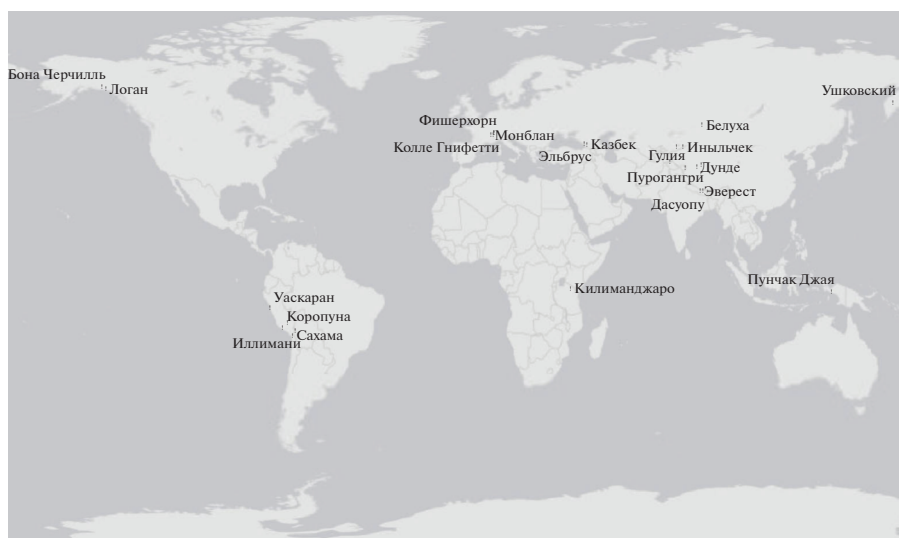 Бона Черчилль
Логан
Ушковский
Фишерхорн
Монблан
Белуха
Колле Гнифетти
Казбек
Иныльчек
Эльбрус
Гулия
Дунде
Пурогангри
Эверест
Дасуопу
Пунчак Джая
Килиманджаро
Уаскаран
Коропуна
Сахама
Иллимани